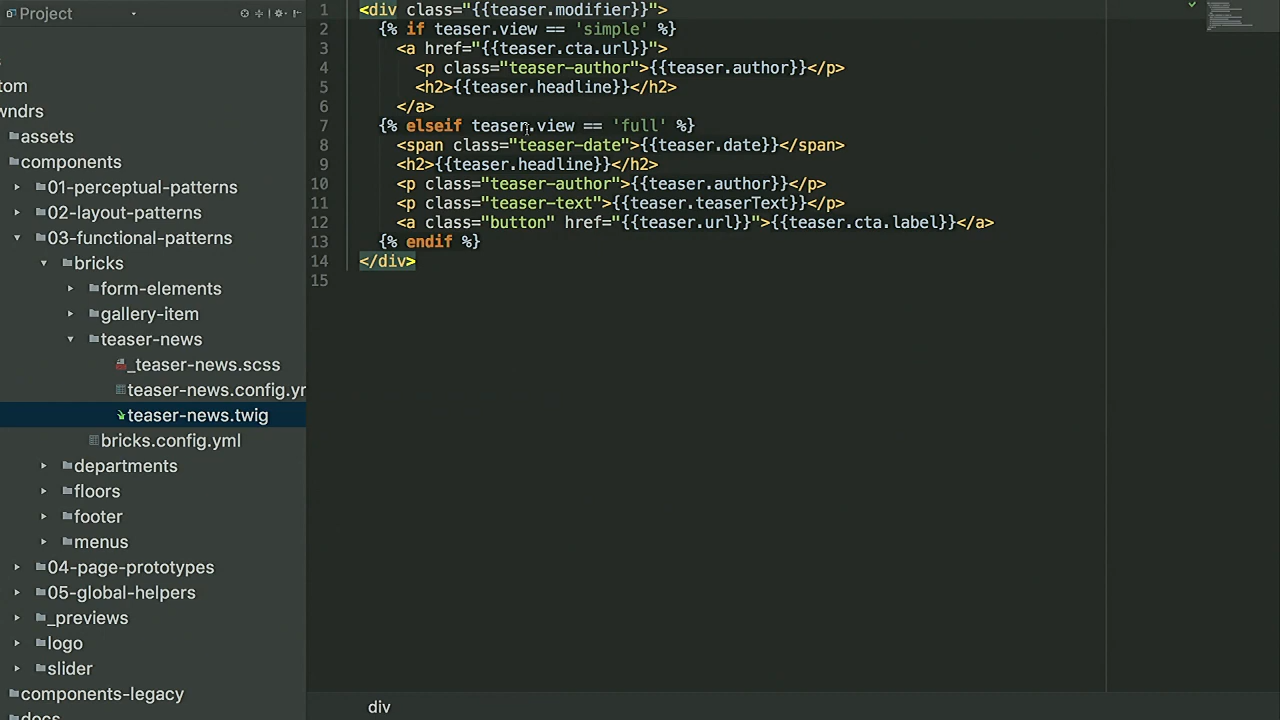 Project
tom
wndrs
assets
components
01-perceptual-patterns
02-layout-patterns
03-functional-patterns
bricks
form-elements
gallery-item
teaser-news
_teaser-news.scss
teaser-news.config.yr
teaser-news.twig
bricks.config.yml
departments
floors
footer
menus
04-page-prototypes
05-global-helpers
_previews
logo
slider
components-legacy
docs
1 <div class="{{teaser.modifier}}">
2 {% if teaser.view == 'simple' %}
3 <a href="{{teaser.cta.url}}">
4 <p class="teaser-author">{{teaser.author}}</p>
5 <h2>{{teaser.headline}}</h2>
6 </a>
7 {% elseif teaser.view == 'full' %}
8 <span class="teaser-date">{{teaser.date}}</span>
9 <h2>{{teaser.headline}}</h2>
10 <p class="teaser-author">{{teaser.author}}</p>
11 <p class="teaser-text">{{teaser.teaserText}}</p>
12 <a class="button" href="{{teaser.url}}">{{teaser.cta.label}}</a>
13 {% endif %}
14 </div>
15
div